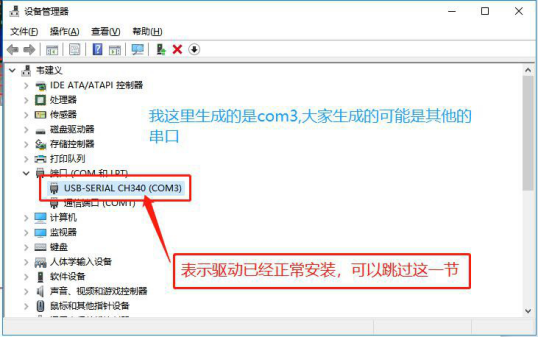 设备管理器
文件(F) 操作(A) 查看(V) 帮助(H)
韦建义
IDE ATA/ATAPI 控制器
处理器
传感器
磁盘驱动器
存储控制器
打印队列
端口 (COM 和 LPT)
USB-SERIAL CH340 (COM3)
通信端口 (COM1)
计算机
监视器
键盘
人体学输入设备
软件设备
声音、视频和游戏控制器
鼠标和其他指针设备
我这里生成的是com3,大家生成的可能是其他的
串口
表示驱动已经正常安装，可以跳过这一节